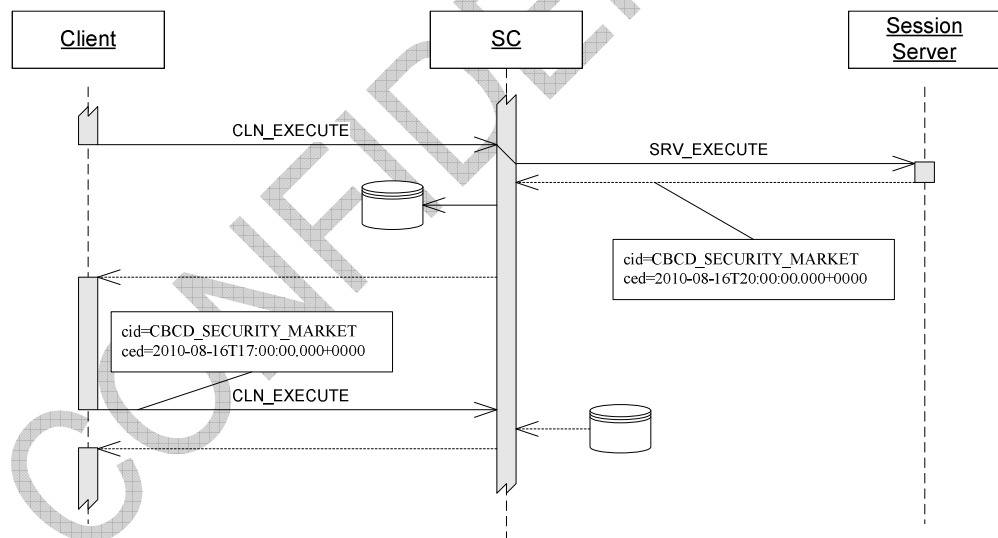 Client
SC
Session
Server
CLN_EXECUTE
SRV_EXECUTE
cid=CBCD_SECURITY_MARKET
ced=2010-08-16T20:00:00.000+0000
cid=CBCD_SECURITY_MARKET
ced=2010-08-16T17:00:00.000+0000
CLN_EXECUTE